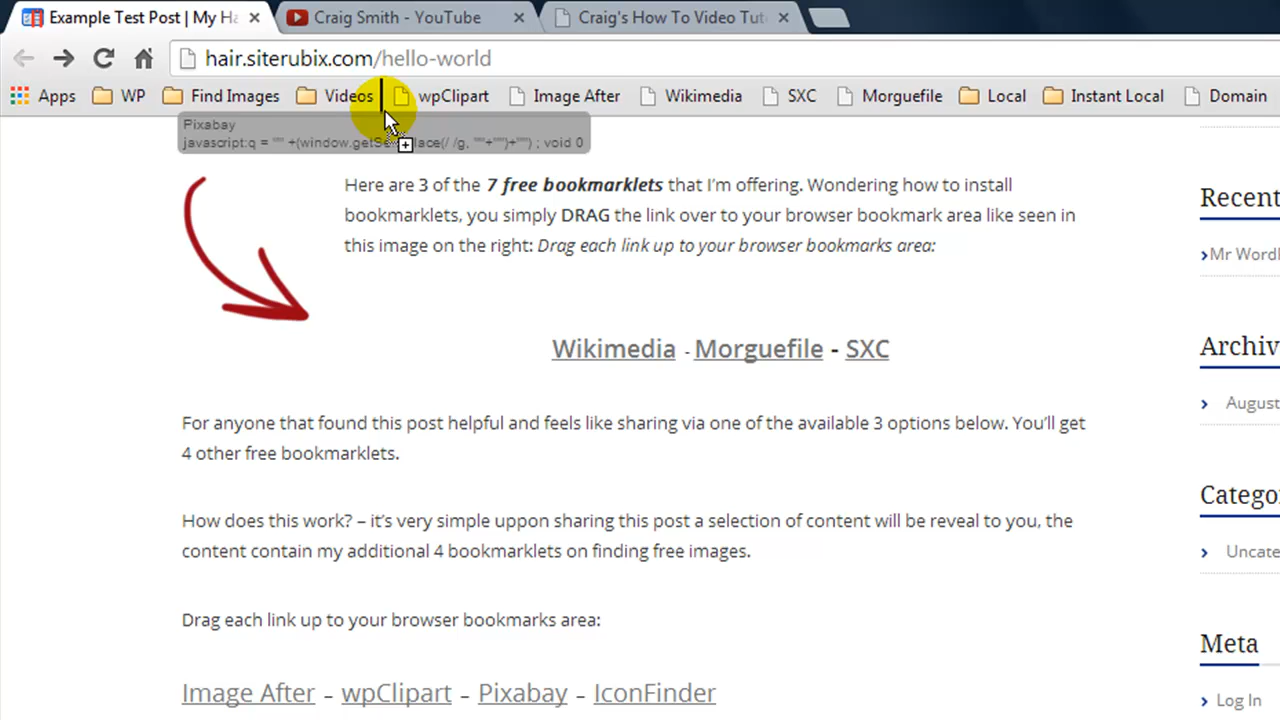 Example Test Post | My Ha
Craig Smith - YouTube
Craig's How To Video Tut
hair.siterubix.com/hello-world
Apps WP Find Images Videos wpClipart Image After Wikimedia SXC Morguefile Local Instant Local Domain
Pixabay
javascript:q = "" +(window.getSe lace(/ /g, ""+"")+"") ; void 0
Here are 3 of the 7 free bookmarklets that I'm offering. Wondering how to install
bookmarklets, you simply DRAG the link over to your browser bookmark area like seen in
this image on the right: Drag each link up to your browser bookmarks area:
Wikimedia - Morguefile - SXC
For anyone that found this post helpful and feels like sharing via one of the available 3 options below. You'll get
4 other free bookmarklets.
How does this work? – it's very simple uppon sharing this post a selection of content will be reveal to you, the
content contain my additional 4 bookmarklets on finding free images.
Drag each link up to your browser bookmarks area:
Image After – wpClipart – Pixabay – IconFinder
Recent
Mr Word
Archiv
August
Catego
Uncate
Meta
Log In